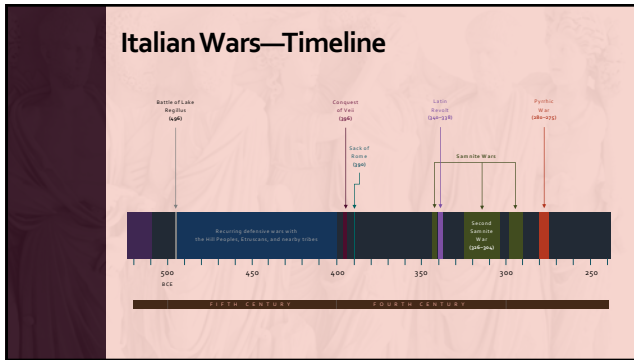 Italian Wars—Timeline
Battle of Lake
Regillus
(496)
Conquest
of Veii
(396)
Latin
Revolt
(340–338)
Pyrrhic
War
(280–275)
Sack of
Rome
(390)
Samnite Wars
Recurring defensive wars with
the Hill Peoples, Etruscans, and nearby tribes
Second
Samnite
War
(326–304)
500
450
400
350
300
250
BCE
FIFTH CENTURY
FOURTH CENTURY